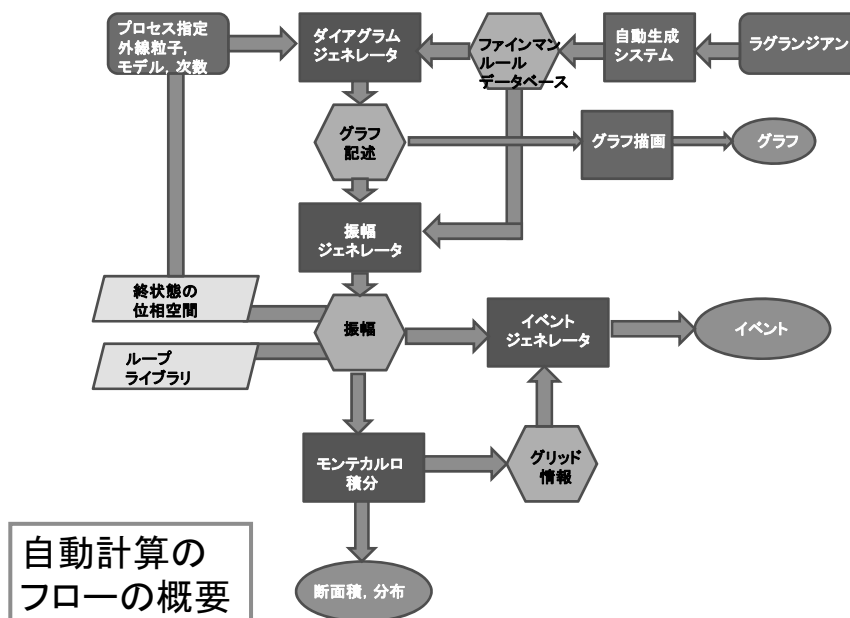 プロセス指定
外線粒子,
モデル, 次数
ダイアグラム
ジェネレータ
ファインマン
ルール
データベース
自動生成
システム
ラグランジアン
グラフ
記述
グラフ描画
グラフ
振幅
ジェネレータ
終状態の
位相空間
振幅
イベント
ジェネレータ
イベント
ループ
ライブラリ
モンテカルロ
積分
グリッド
情報
自動計算の
フローの概要
断面積, 分布